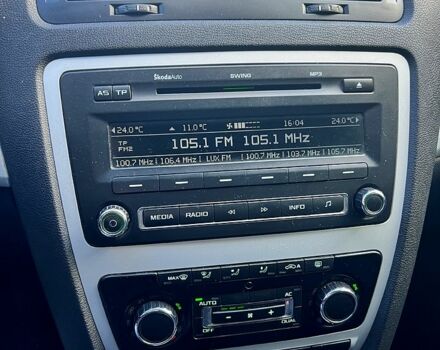 ŠkodaAuto SWING MP3
AS TP
24.0°C 11.0°C 16:04 24.0°C
TP
FM2
105.1 FM 105.1 MHz
100.7 MHz 106.4 MHz LUX FM 100.7 MHz 103.7 MHz 105.7 MHz
MEDIA RADIO INFO
MAX A
AUTO AC
OFF DUAL